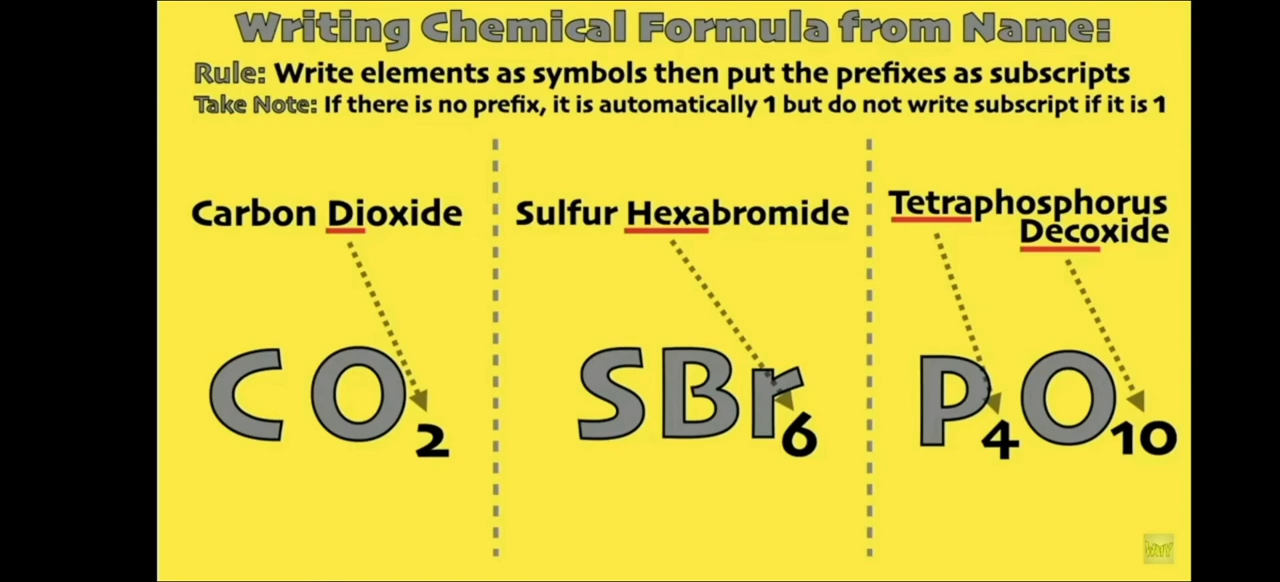 Writing Chemical Formula from Name:
Rule: Write elements as symbols then put the prefixes as subscripts
Take Note: If there is no prefix, it is automatically 1 but do not write subscript if it is 1
Carbon Dioxide
CO2
Sulfur Hexabromide
SBr6
Tetraphosphorus
Decoxide
P4O10
WMY